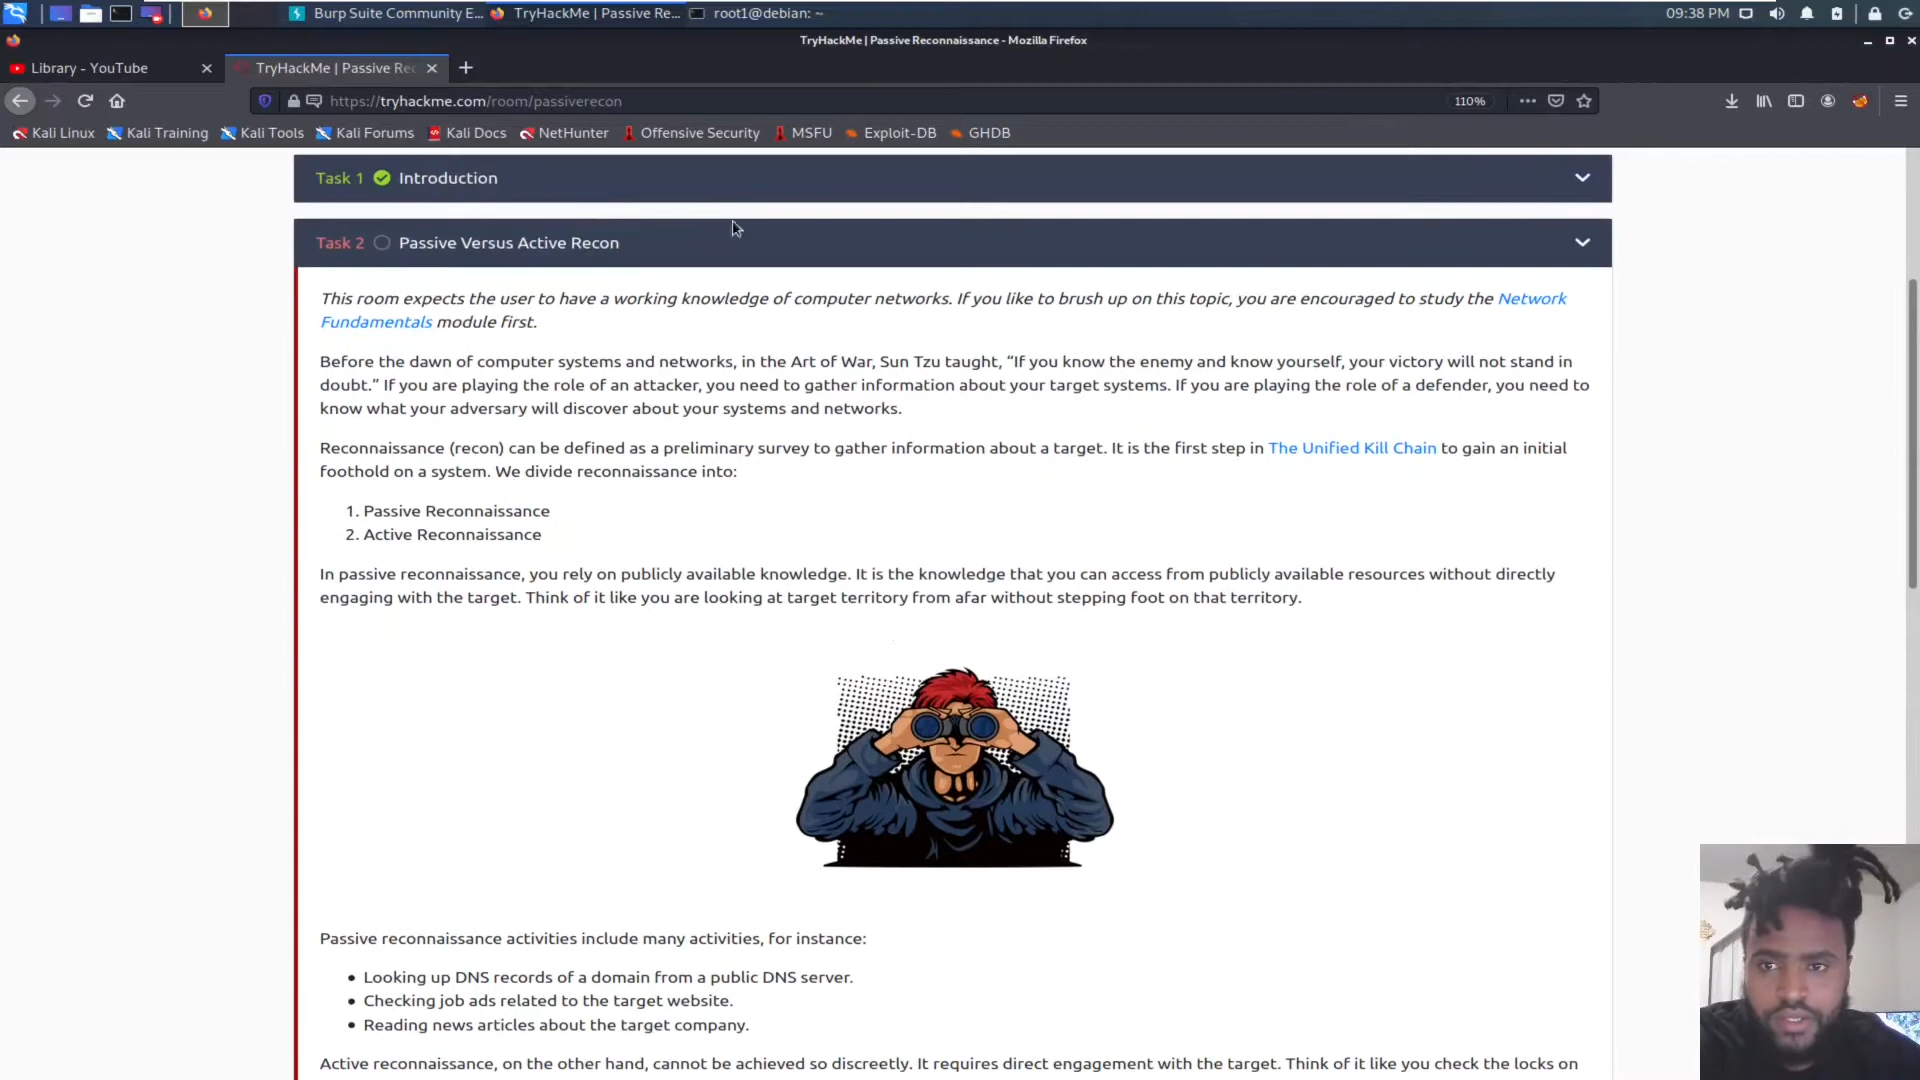 Burp Suite Community E...
TryHackMe | Passive Re...
root1@debian: ~
09:38 PM
TryHackMe | Passive Reconnaissance - Mozilla Firefox
Library - YouTube
TryHackMe | Passive Rec
https://tryhackme.com/room/passiverecon
110%
Kali Linux
Kali Training
Kali Tools
Kali Forums
Kali Docs
NetHunter
Offensive Security
MSFU
Exploit-DB
GHDB
Task 1 Introduction
Task 2 Passive Versus Active Recon
This room expects the user to have a working knowledge of computer networks. If you like to brush up on this topic, you are encouraged to study the Network
Fundamentals module first.
Before the dawn of computer systems and networks, in the Art of War, Sun Tzu taught, “If you know the enemy and know yourself, your victory will not stand in
doubt.” If you are playing the role of an attacker, you need to gather information about your target systems. If you are playing the role of a defender, you need to
know what your adversary will discover about your systems and networks.
Reconnaissance (recon) can be defined as a preliminary survey to gather information about a target. It is the first step in The Unified Kill Chain to gain an initial
foothold on a system. We divide reconnaissance into:
1. Passive Reconnaissance
2. Active Reconnaissance
In passive reconnaissance, you rely on publicly available knowledge. It is the knowledge that you can access from publicly available resources without directly
engaging with the target. Think of it like you are looking at target territory from afar without stepping foot on that territory.
Passive reconnaissance activities include many activities, for instance:
• Looking up DNS records of a domain from a public DNS server.
• Checking job ads related to the target website.
• Reading news articles about the target company.
Active reconnaissance, on the other hand, cannot be achieved so discreetly. It requires direct engagement with the target. Think of it like you check the locks on